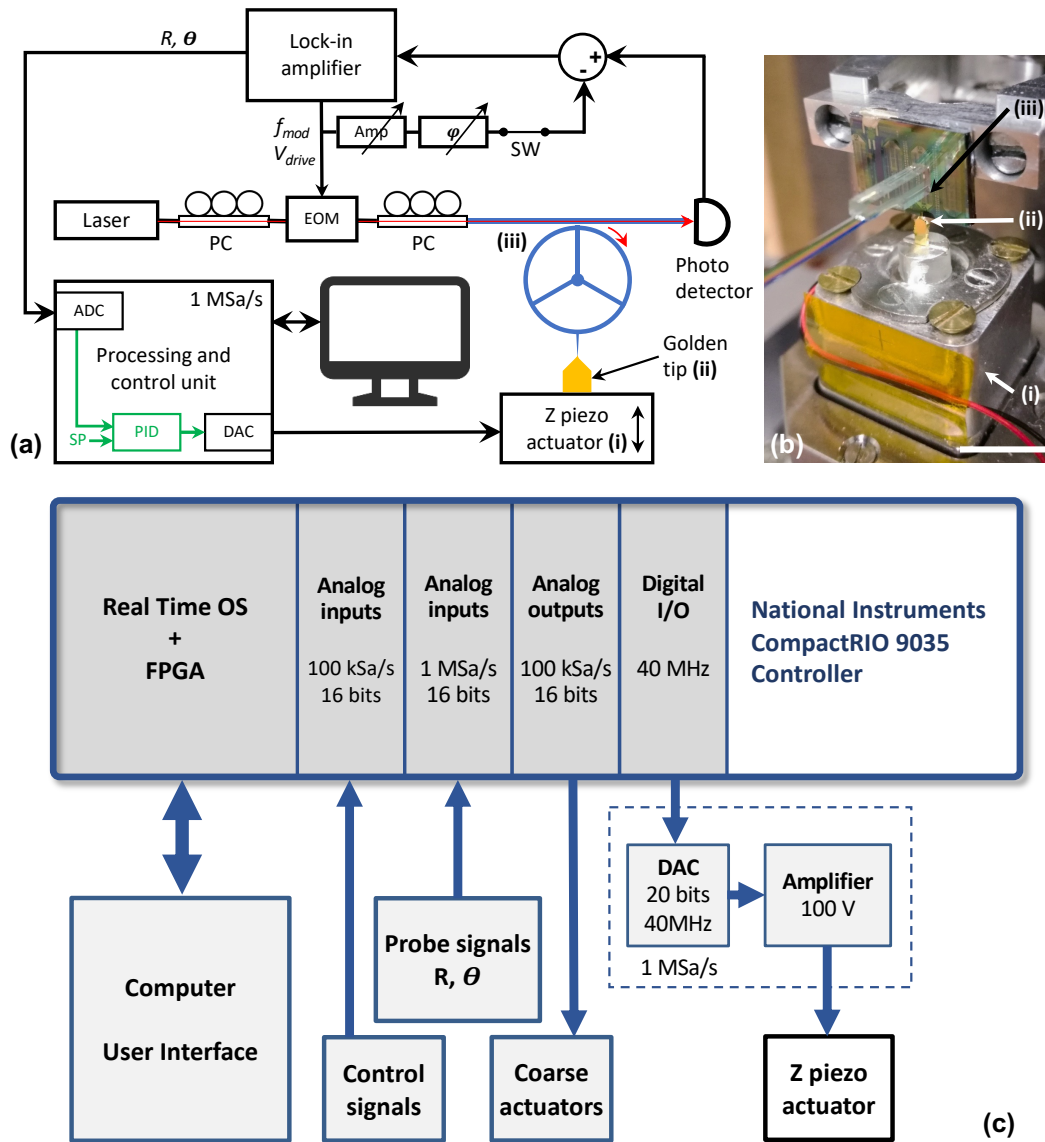 R, θ
Lock-in
amplifier
+
-
f_mod
V_drive
Amp
φ
SW
Laser
PC
EOM
PC
(iii)
Photo
detector
ADC
1 MSa/s
Processing and
control unit
SP
PID
DAC
Golden
tip (ii)
Z piezo
actuator (i)
(a)
(iii)
(ii)
(i)
(b)
Real Time OS
+
FPGA
Analog
inputs
100 kSa/s
16 bits
Analog
inputs
1 MSa/s
16 bits
Analog
outputs
100 kSa/s
16 bits
Digital
I/O
40 MHz
National Instruments
CompactRIO 9035
Controller
Computer
User Interface
Control
signals
Probe signals
R, θ
Coarse
actuators
DAC
20 bits
40MHz
1 MSa/s
Amplifier
100 V
Z piezo
actuator
(c)